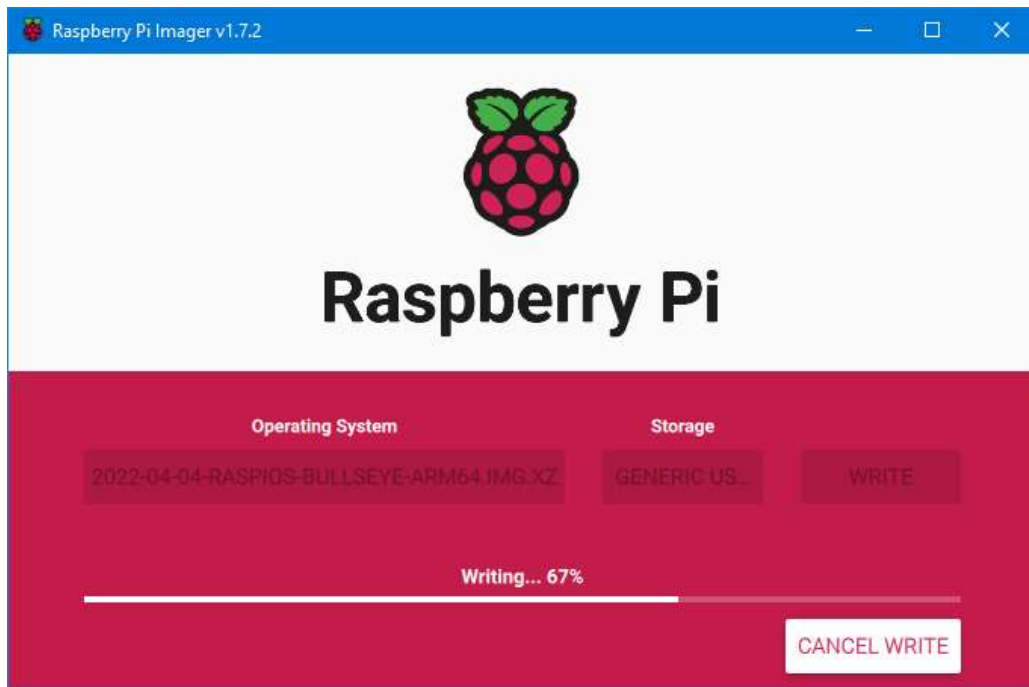 Raspberry Pi Imager v1.7.2
Raspberry Pi
Operating System
Storage
2022-04-04-RASPIOS-BULLSEYE-ARM64.IMG.XZ
GENERIC US...
WRITE
Writing... 67%
CANCEL WRITE